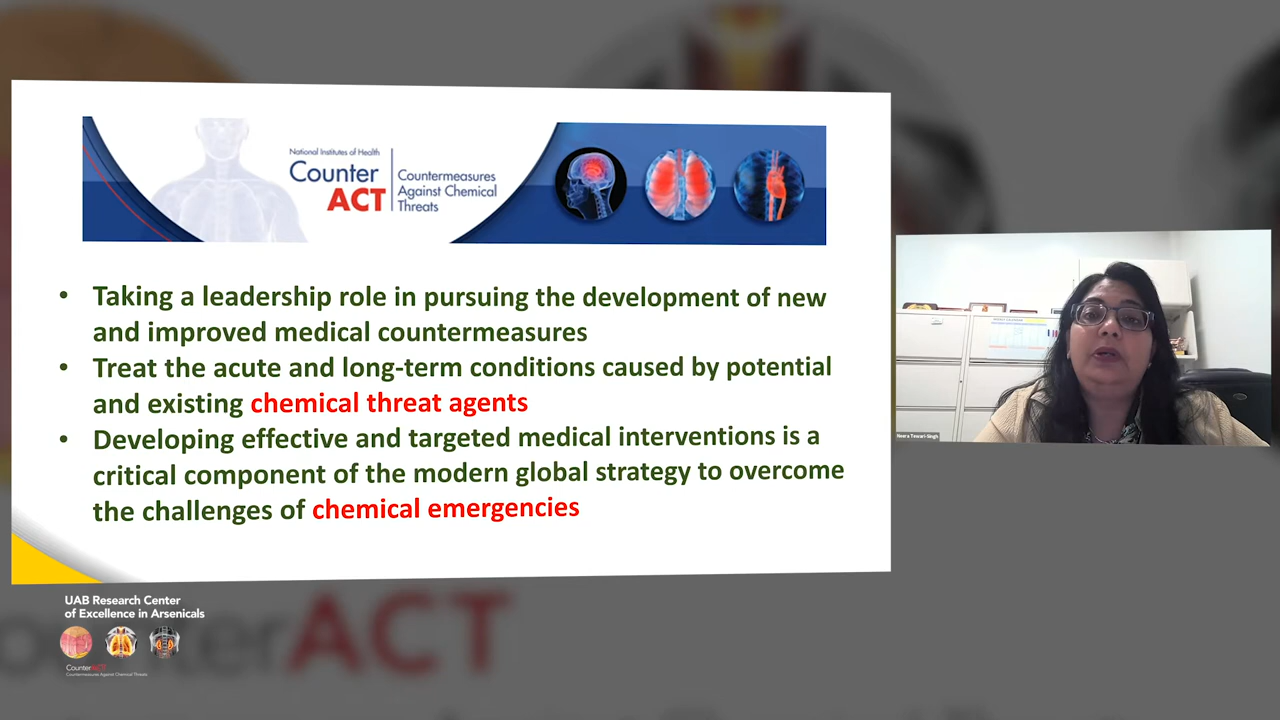 National Institutes of Health
Counter
ACT
Countermeasures
Against Chemical
Threats
• Taking a leadership role in pursuing the development of new
and improved medical countermeasures
• Treat the acute and long-term conditions caused by potential
and existing chemical threat agents
• Developing effective and targeted medical interventions is a
critical component of the modern global strategy to overcome
the challenges of chemical emergencies
Neera Tewari-Singh
UAB Research Center
of Excellence in Arsenicals
CounterACT
Countermeasures Against Chemical Threats